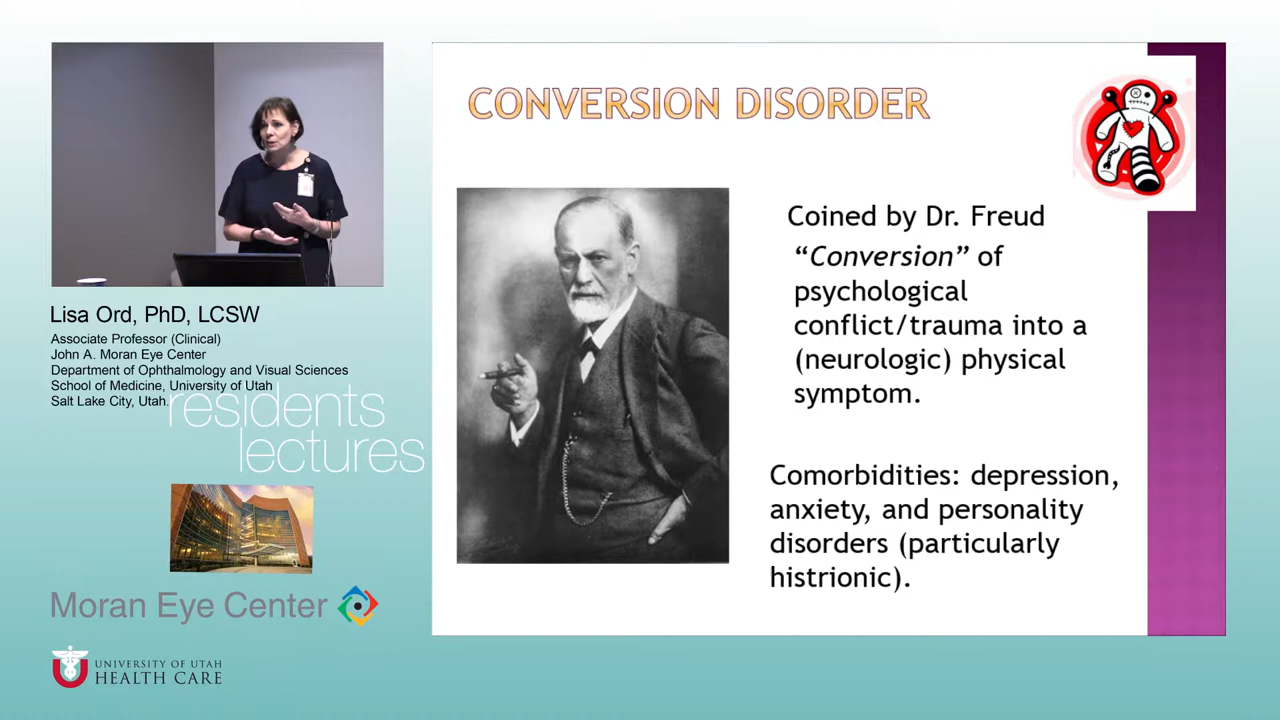 CONVERSION DISORDER
Coined by Dr. Freud
“Conversion” of
psychological
conflict/trauma into a
(neurologic) physical
symptom.
Comorbidities: depression,
anxiety, and personality
disorders (particularly
histrionic).
Lisa Ord, PhD, LCSW
Associate Professor (Clinical)
John A. Moran Eye Center
Department of Ophthalmology and Visual Sciences
School of Medicine, University of Utah
Salt Lake City, Utah.
residents
lectures
Moran Eye Center
U
UNIVERSITY OF UTAH
HEALTH CARE